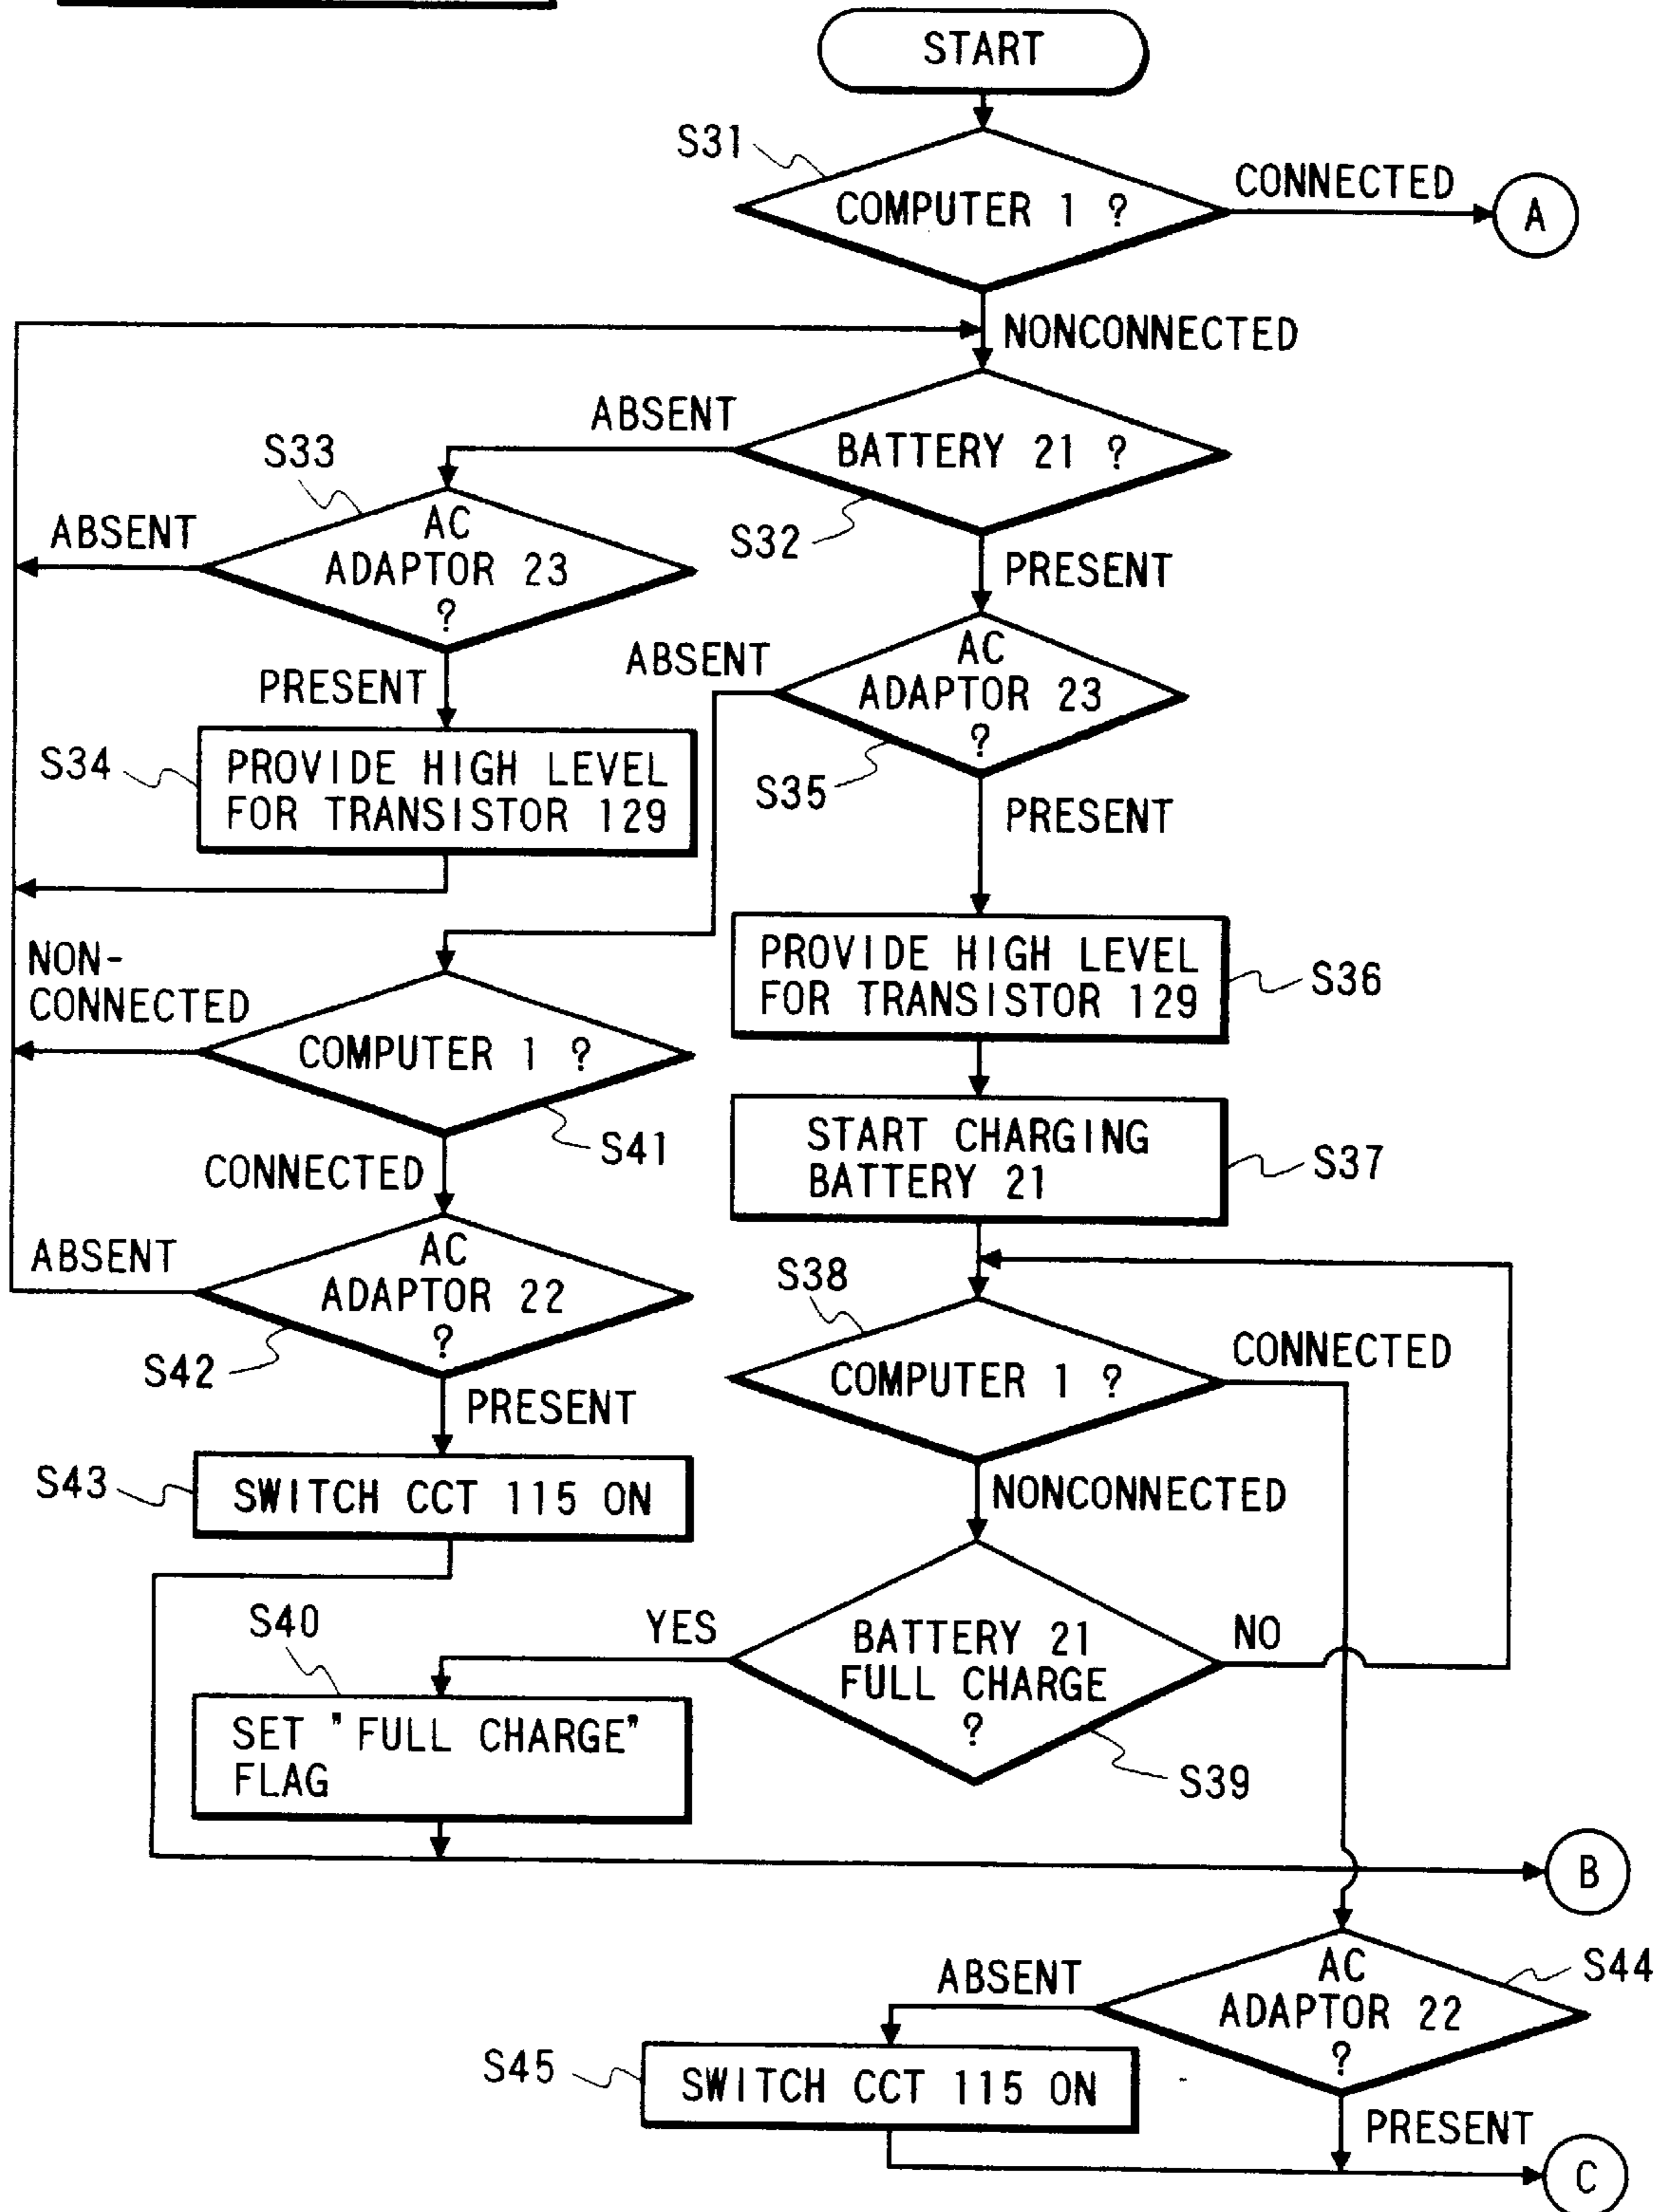 START
S31
COMPUTER 1 ?
CONNECTED
A
NONCONNECTED
ABSENT
BATTERY 21 ?
S32
S33
ABSENT
AC
ADAPTOR 23
?
PRESENT
PRESENT
ABSENT
AC
ADAPTOR 23
?
S35
PRESENT
S34
PROVIDE HIGH LEVEL
FOR TRANSISTOR 129
PROVIDE HIGH LEVEL
FOR TRANSISTOR 129
S36
NON-
CONNECTED
COMPUTER 1 ?
S41
START CHARGING
BATTERY 21
S37
CONNECTED
ABSENT
AC
ADAPTOR 22
?
S42
PRESENT
S38
COMPUTER 1 ?
CONNECTED
NONCONNECTED
S43
SWITCH CCT 115 ON
S40
YES
BATTERY 21
FULL CHARGE
?
NO
S39
SET "FULL CHARGE"
FLAG
B
ABSENT
AC
ADAPTOR 22
?
S44
S45
SWITCH CCT 115 ON
PRESENT
C